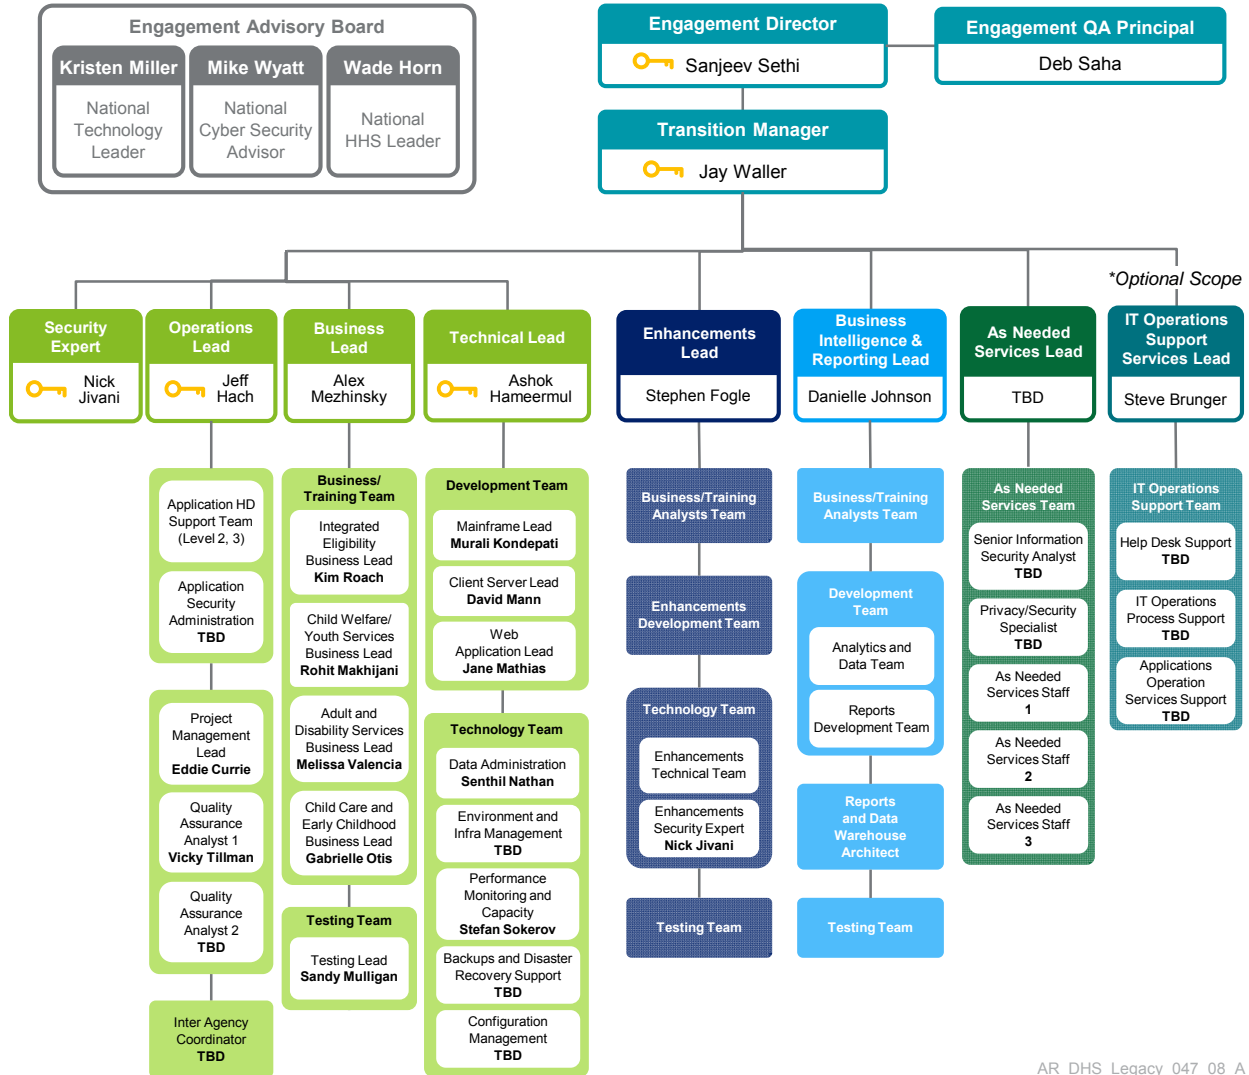 Engagement Advisory Board
Kristen Miller
National
Technology
Leader
Mike Wyatt
National
Cyber Security
Advisor
Wade Horn
National
HHS Leader
Engagement Director
Sanjeev Sethi
Engagement QA Principal
Deb Saha
Transition Manager
Jay Waller
*Optional Scope
Security
Expert
Nick
Jivani
Operations
Lead
Jeff
Hach
Business
Lead
Alex
Mezhinsky
Technical Lead
Ashok
Hameermul
Enhancements
Lead
Stephen Fogle
Business
Intelligence &
Reporting Lead
Danielle Johnson
As Needed
Services Lead
TBD
IT Operations
Support
Services Lead
Steve Brunger
Application HD
Support Team
(Level 2, 3)
Application
Security
Administration
TBD
Project
Management
Lead
Eddie Currie
Quality
Assurance
Analyst 1
Vicky Tillman
Quality
Assurance
Analyst 2
TBD
Inter Agency
Coordinator
TBD
Business/
Training Team
Integrated
Eligibility
Business Lead
Kim Roach
Child Welfare/
Youth Services
Business Lead
Rohit Makhijani
Adult and
Disability Services
Business Lead
Melissa Valencia
Child Care and
Early Childhood
Business Lead
Gabrielle Otis
Testing Team
Testing Lead
Sandy Mulligan
Development Team
Mainframe Lead
Murali Kondepati
Client Server Lead
David Mann
Web
Application Lead
Jane Mathias
Technology Team
Data Administration
Senthil Nathan
Environment and
Infra Management
TBD
Performance
Monitoring and
Capacity
Stefan Sokerov
Backups and Disaster
Recovery Support
TBD
Configuration
Management
TBD
Business/Training
Analysts Team
Enhancements
Development Team
Technology Team
Enhancements
Technical Team
Enhancements
Security Expert
Nick Jivani
Testing Team
Business/Training
Analysts Team
Development
Team
Analytics and
Data Team
Reports
Development Team
Reports
and Data
Warehouse
Architect
Testing Team
As Needed
Services Team
Senior Information
Security Analyst
TBD
Privacy/Security
Specialist
TBD
As Needed
Services Staff
1
As Needed
Services Staff
2
As Needed
Services Staff
3
IT Operations
Support Team
Help Desk Support
TBD
IT Operations
Process Support
TBD
Applications
Operation
Services Support
TBD
AR_DHS_Legacy_047_08_A